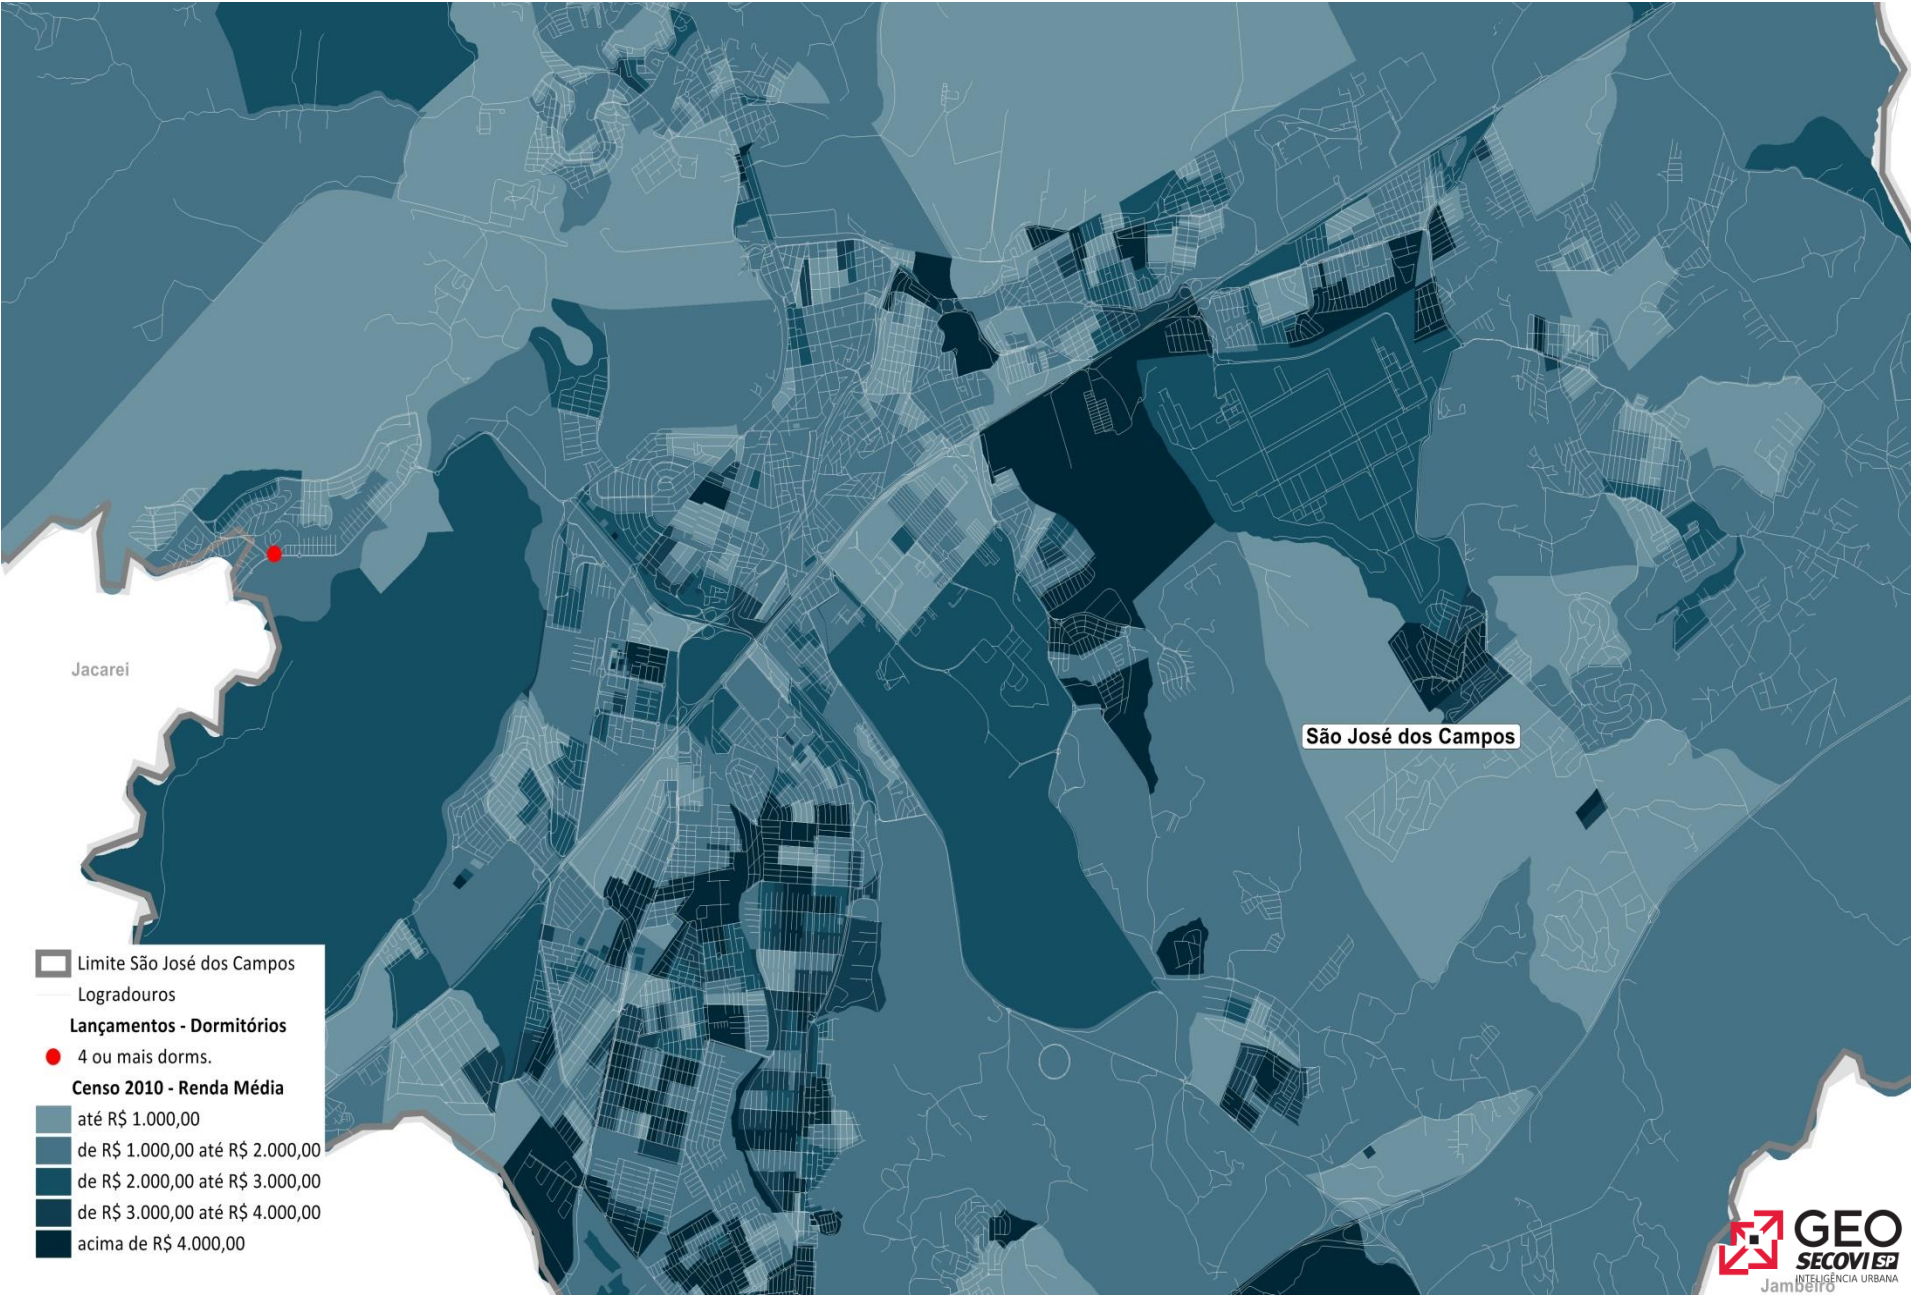 Jacarei
São José dos Campos
Limite São José dos Campos
Logradouros
Lançamentos - Dormitórios
4 ou mais dorms.
Censo 2010 - Renda Média
até R$ 1.000,00
de R$ 1.000,00 até R$ 2.000,00
de R$ 2.000,00 até R$ 3.000,00
de R$ 3.000,00 até R$ 4.000,00
acima de R$ 4.000,00
GEO
SECOVI SP
INTELIGÊNCIA URBANA
Jambeiro